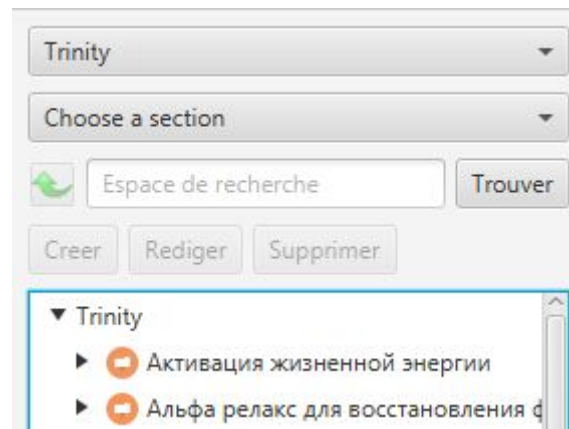 Trinity
Choose a section
Espace de recherche Trouver
Creer Rediger Supprimer
Trinity
Активация жизненной энергии
Альфа релакс для восстановления